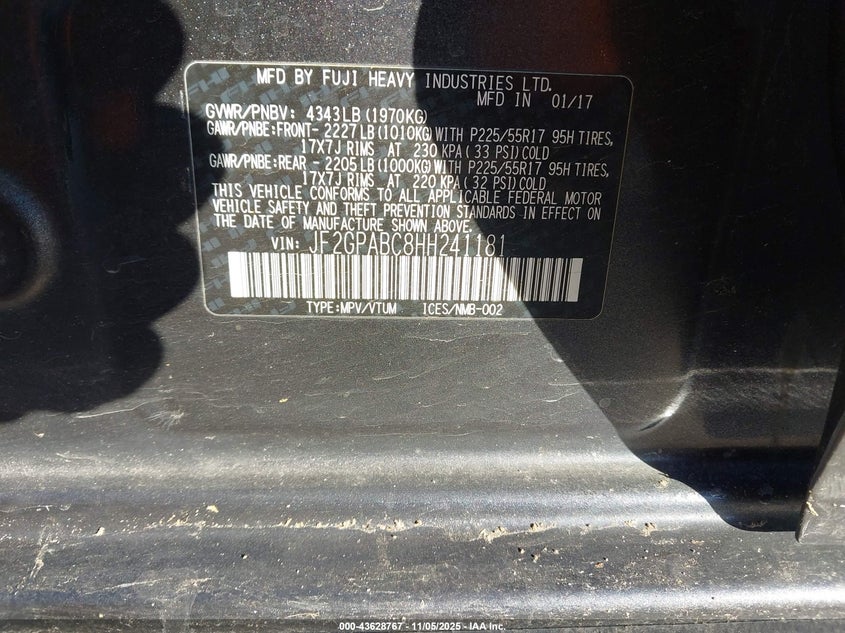 MFD BY FUJI HEAVY INDUSTRIES LTD.
MFD IN 01/17
GVWR/PNBV: 4343LB(1970KG)
GAWR/PNBE:FRONT- 2227LB(1010KG)WITH P225/55R17 95H TIRES,
17X7J RIMS AT 230 KPA(33 PSI)COLD
GAWR/PNBE:REAR - 2205LB(1000KG)WITH P225/55R17 95H TIRES,
17X7J RIMS AT 220 KPA(32 PSI)COLD
THIS VEHICLE CONFORMS TO ALL APPLICABLE FEDERAL MOTOR
VEHICLE SAFETY AND THEFT PREVENTION STANDARDS IN EFFECT ON
THE DATE OF MANUFACTURE SHOWN ABOVE.
VIN: JF2GPABC8HH241181
TYPE:MPV/VTUM ICES/NMB-002
000-43628767 - 11/05/2025 - IAA Inc.